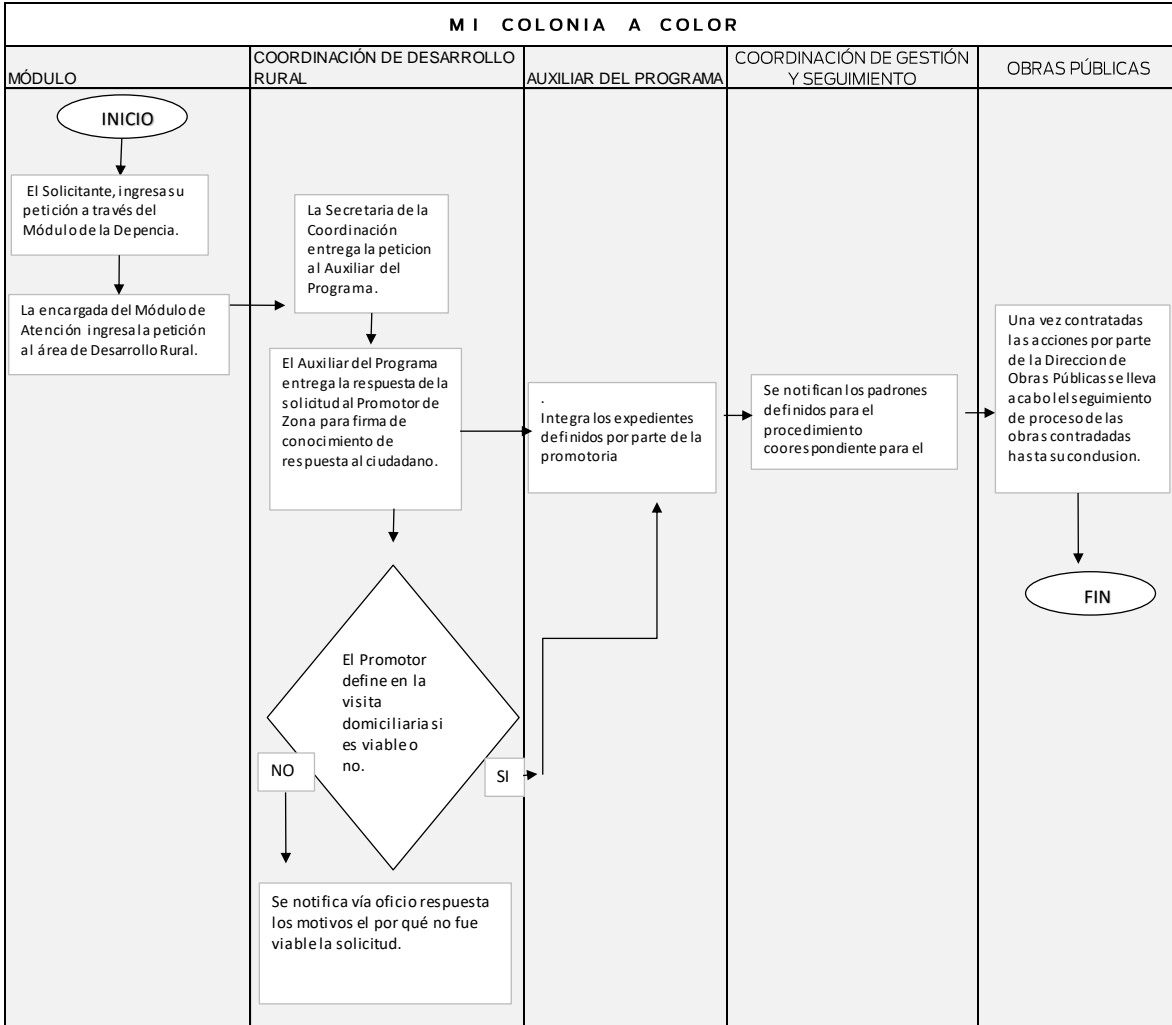 MI COLONIA A COLOR
MÓDULO
COORDINACIÓN DE DESARROLLO
RURAL
AUXILIAR DEL PROGRAMA
COORDINACIÓN DE GESTIÓN
Y SEGUIMIENTO
OBRAS PÚBLICAS
INICIO
El Solicitante, ingresa su
petición a través del
Módulo de la Depencia.
La encargada del Módulo de
Atención ingresa la petición
al área de Desarrollo Rural.
La Secretaria de la
Coordinación
entrega la peticion
al Auxiliar del
Programa.
El Auxiliar del Programa
entrega la respuesta de la
solicitud al Promotor de
Zona para firma de
conocimiento de
respuesta al ciudadano.
El Promotor
define en la
visita
domiciliaria si
es viable o
no.
NO
SI
Se notifica vía oficio respuesta
los motivos el por qué no fue
viable la solicitud.
.
Integra los expedientes
definidos por parte de la
promotoria
Se notifican los padrones
definidos para el
procedimiento
coorespondiente para el
Una vez contratadas
las acciones por parte
de la Direccion de
Obras Públicas se lleva
acabo lel seguimiento
de proceso de las
obras contradadas
hasta su condusion.
FIN